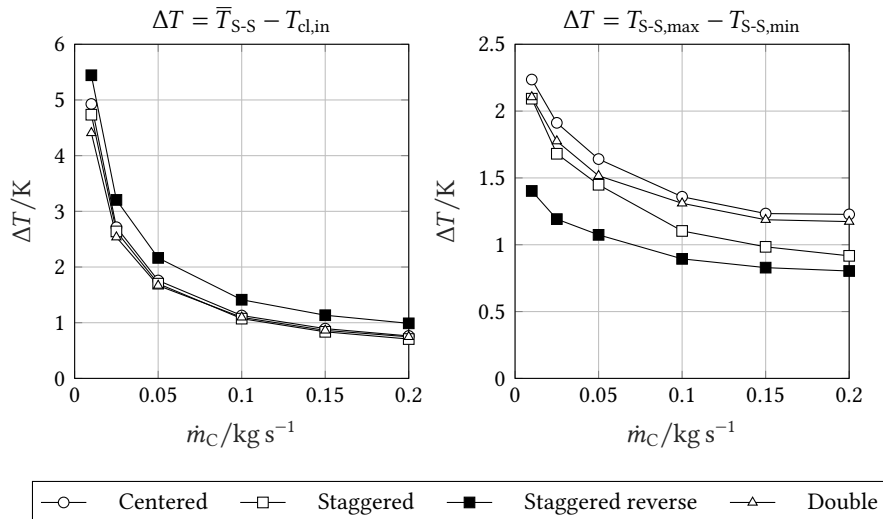 ΔT = T̅S-S − Tcl,in
6
5
4
3
2
1
0
0 0.05 0.1 0.15 0.2
ΔT/K
ṁC/kg s⁻¹
ΔT = TS-S,max − TS-S,min
2.5
2
1.5
1
0.5
0
0 0.05 0.1 0.15 0.2
ΔT/K
ṁC/kg s⁻¹
Centered Staggered Staggered reverse Double